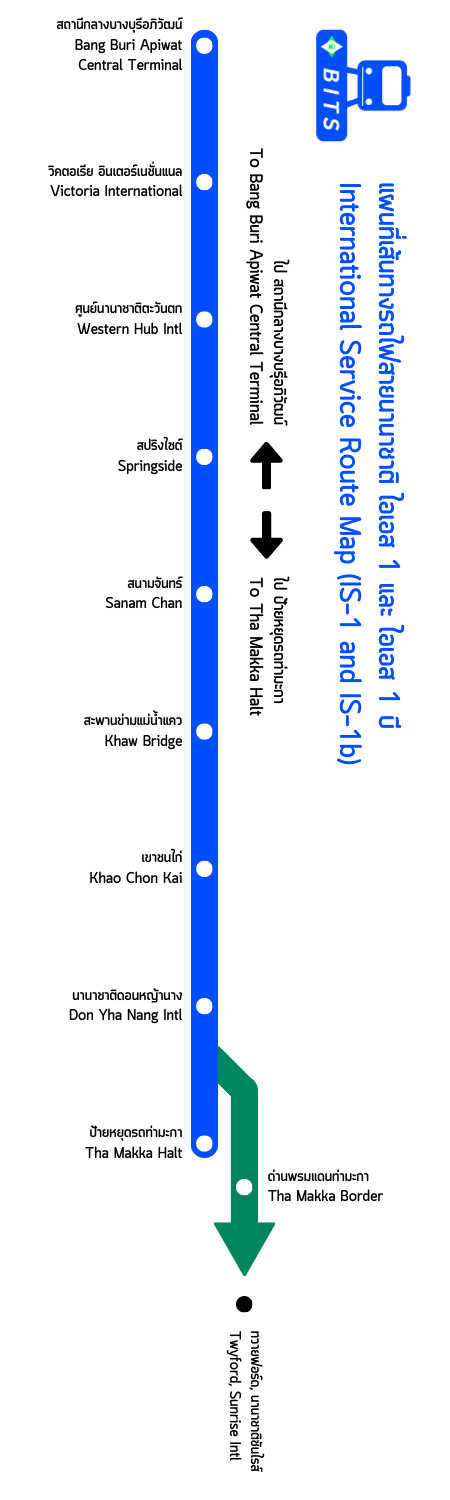 BITS
แผนที่เส้นทางรถไฟสายนานาชาติ ไอเอส 1 และ ไอเอส 1 บี
International Service Route Map (IS-1 and IS-1b)
ไป สถานีกลางบางบุรีอภิวัฒน์
To Bang Buri Apiwat Central Terminal
ไป ป้ายหยุดรถท่ามะกา
To Tha Makka Halt
สถานีกลางบางบุรีอภิวัฒน์
Bang Buri Apiwat
Central Terminal
วิคตอเรีย อินเตอร์เนชั่นแนล
Victoria International
ศูนย์นานาชาติตะวันตก
Western Hub Intl
สปริงไซด์
Springside
สนามจันทร์
Sanam Chan
สะพานข้ามแม่น้ำแคว
Khaw Bridge
เขาชนไก่
Khao Chon Kai
นานาชาติดอนหญ้านาง
Don Yha Nang Intl
ป้ายหยุดรถท่ามะกา
Tha Makka Halt
ด่านพรมแดนท่ามะกา
Tha Makka Border
ทวายฟอร์ด, นานาชาติซันไรส์
Twyford, Sunrise Intl